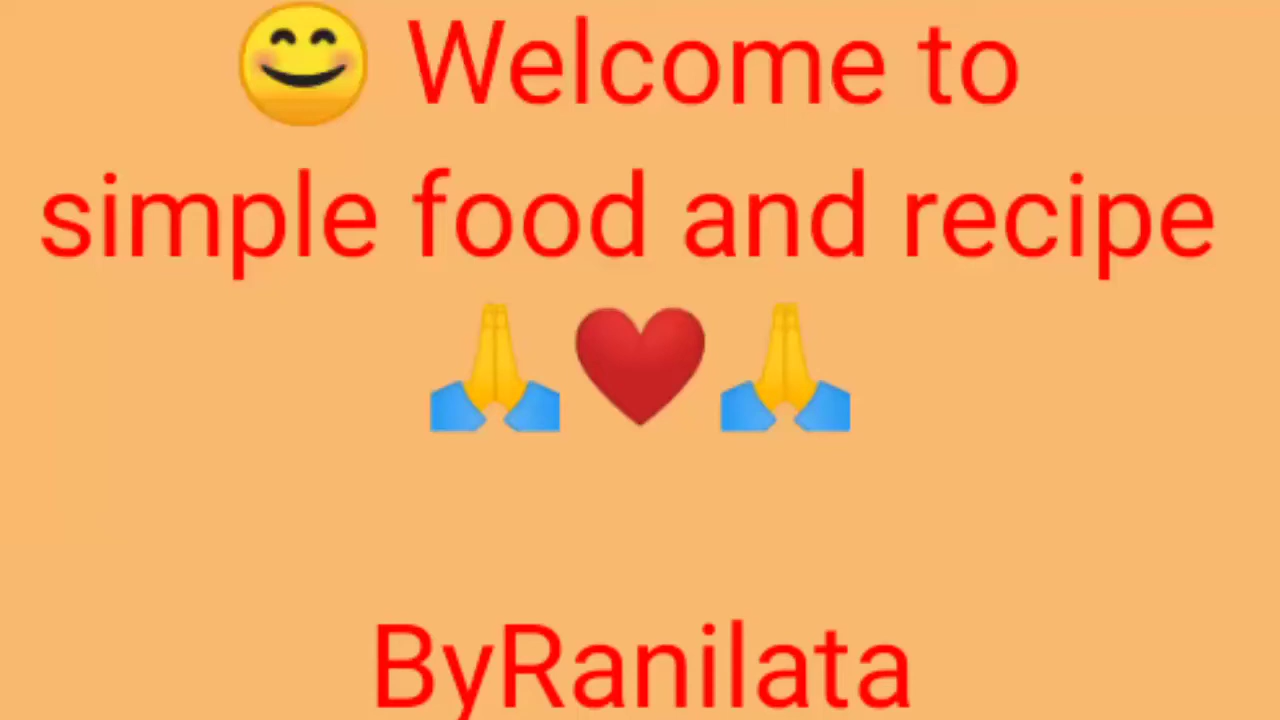 😊 Welcome to
simple food and recipe
🙏❤️🙏
ByRanilata